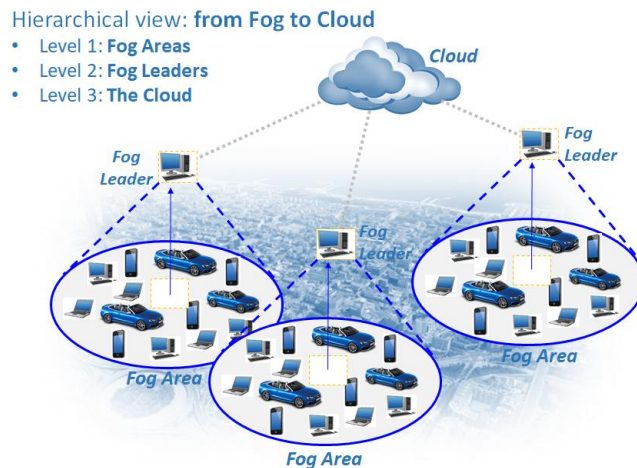 Hierarchical view: from Fog to Cloud
• Level 1: Fog Areas
• Level 2: Fog Leaders
• Level 3: The Cloud
Cloud
Fog
Leader
Fog
Leader
Fog
Leader
Fog Area
Fog Area
Fog Area